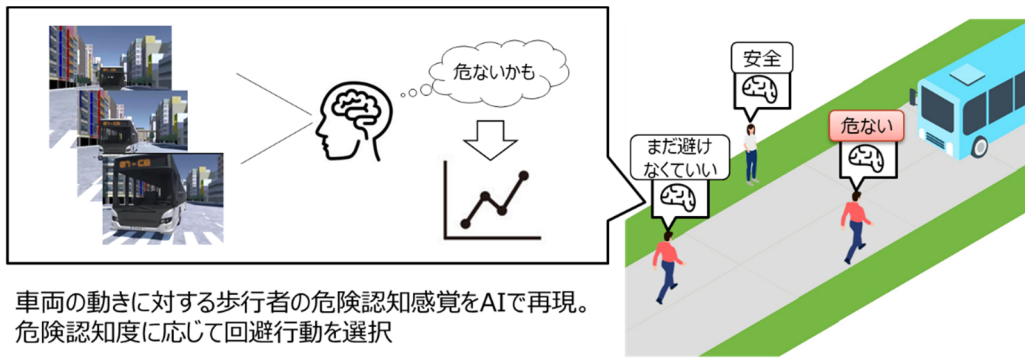 危ないかも
安全
危ない
まだ避け
なくていい
車両の動きに対する歩行者の危険認知感覚をAIで再現。
危険認知度に応じて回避行動を選択